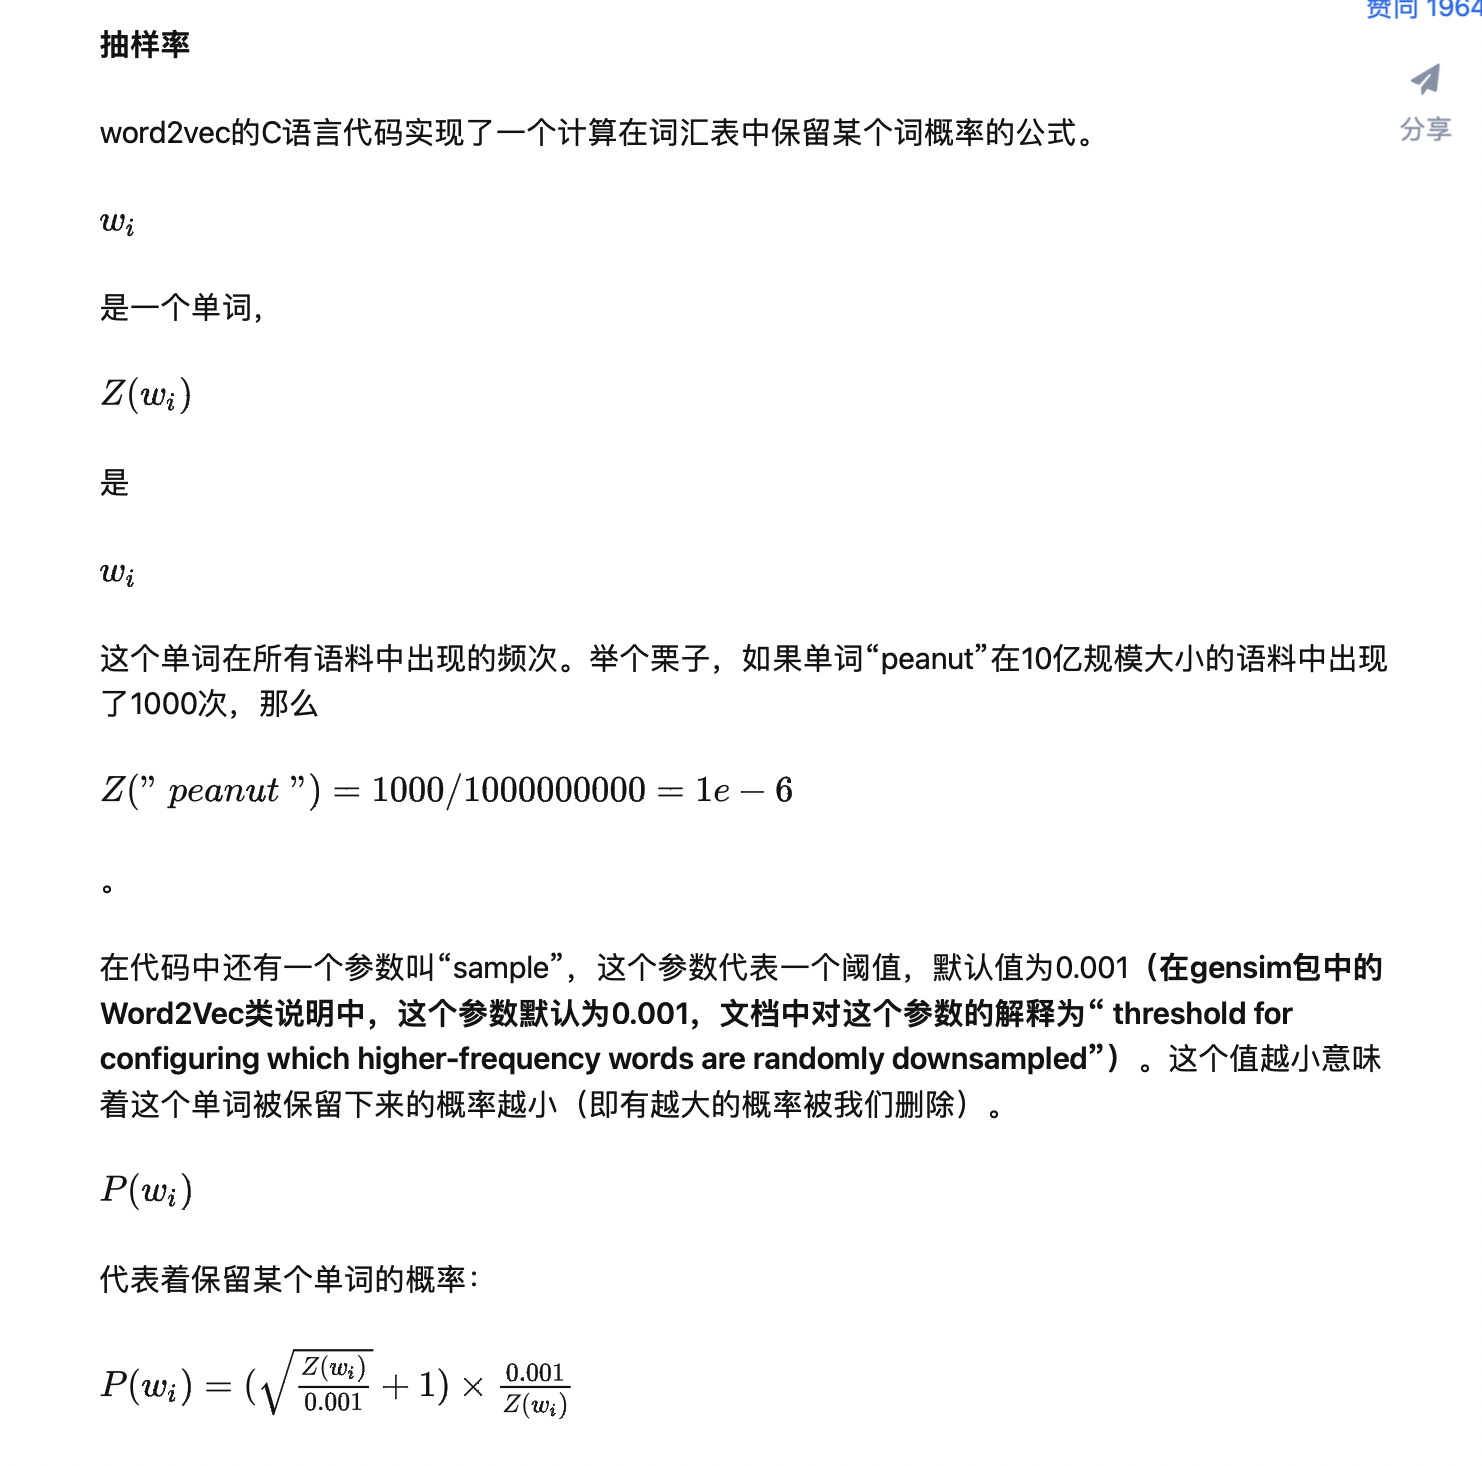 赞同 1964
抽样率
分享
word2vec的C语言代码实现了一个计算在词汇表中保留某个词概率的公式。
w_i
是一个单词，
Z(w_i)
是
w_i
这个单词在所有语料中出现的频次。举个栗子，如果单词“peanut”在10亿规模大小的语料中出现
了1000次，那么
Z(” peanut ”) = 1000/1000000000 = 1e − 6
。
在代码中还有一个参数叫“sample”，这个参数代表一个阈值，默认值为0.001（在gensim包中的
Word2Vec类说明中，这个参数默认为0.001，文档中对这个参数的解释为“ threshold for
configuring which higher-frequency words are randomly downsampled”）。这个值越小意味
着这个单词被保留下来的概率越小（即有越大的概率被我们删除）。
P(w_i)
代表着保留某个单词的概率：
P(w_i) = (√(Z(w_i)/0.001) + 1) × 0.001/Z(w_i)